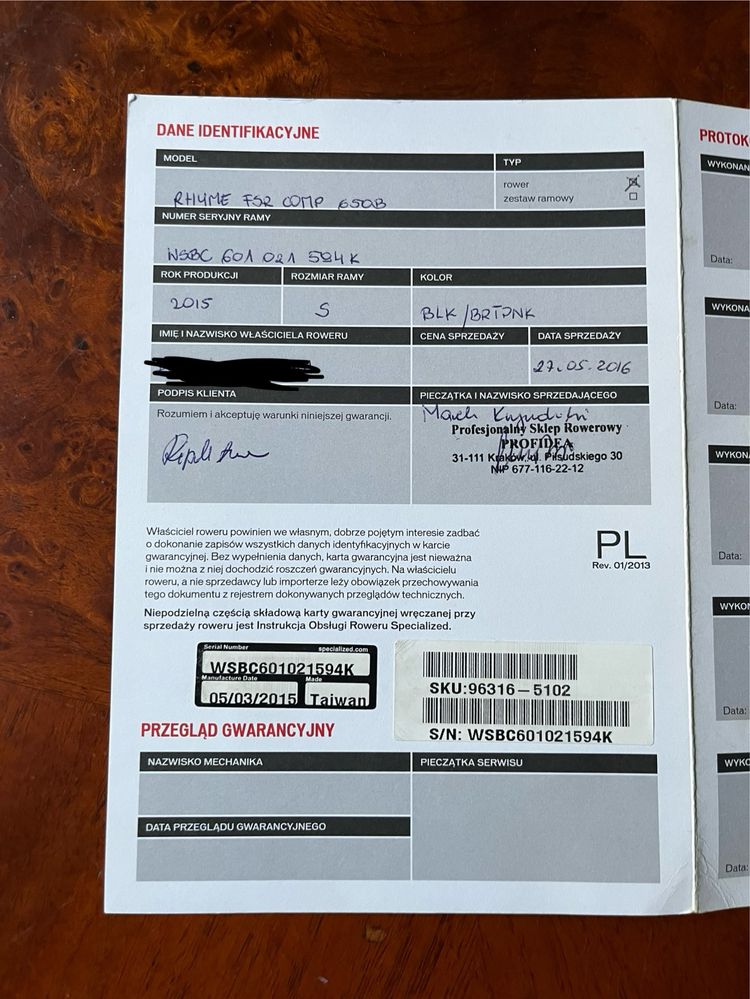 DANE IDENTIFIKACYJNE
MODEL
TYP
RHYME FSR COMP 650B
rower
zestaw ramowy
NUMER SERYJNY RAMY
WSBC 601 021 594K
ROK PRODUKCJI
ROZMIAR RAMY
KOLOR
2015
S
BLK/BRTPNK
IMIĘ I NAZWISKO WŁAŚCICIELA ROWERU
CENA SPRZEDAŻY
DATA SPRZEDAŻY
27.05.2016
PODPIS KLIENTA
PIECZĄTKA I NAZWISKO SPRZEDAJĄCEGO
Rozumiem i akceptuję warunki niniejszej gwarancji.
Marek
Profesjonalny Sklep Rowerowy
PROFIDEA
31-111 Kraków, ul. Piłsudskiego 30
NIP 677-116-22-12
Właściciel roweru powinien we własnym, dobrze pojętym interesie zadbać
o dokonanie zapisów wszystkich danych identyfikacyjnych w karcie
gwarancyjnej. Bez wypełnienia danych, karta gwarancyjna jest nieważna
i nie można z niej dochodzić roszczeń gwarancyjnych. Na właścicielu
roweru, a nie sprzedawcy lub importerze leży obowiązek przechowywania
tego dokumentu z rejestrem dokonywanych przeglądów technicznych.
PL
Rev. 01/2013
Niepodzielną częścią składową karty gwarancyjnej wręczanej przy
sprzedaży roweru jest Instrukcja Obsługi Roweru Specialized.
Serial Number
specialized.com
WSBC601021594K
Manufacture Date
Made
05/03/2015
Taiwan
SKU:96316-5102
S/N: WSBC601021594K
PRZEGLĄD GWARANCYJNY
NAZWISKO MECHANIKA
PIECZĄTKA SERWISU
DATA PRZEGLĄDU GWARANCYJNEGO
PROTOK
WYKONAN
Data:
WYKONA
Data:
WYKONA
Data:
WYKO
Data:
WYKO
Data: